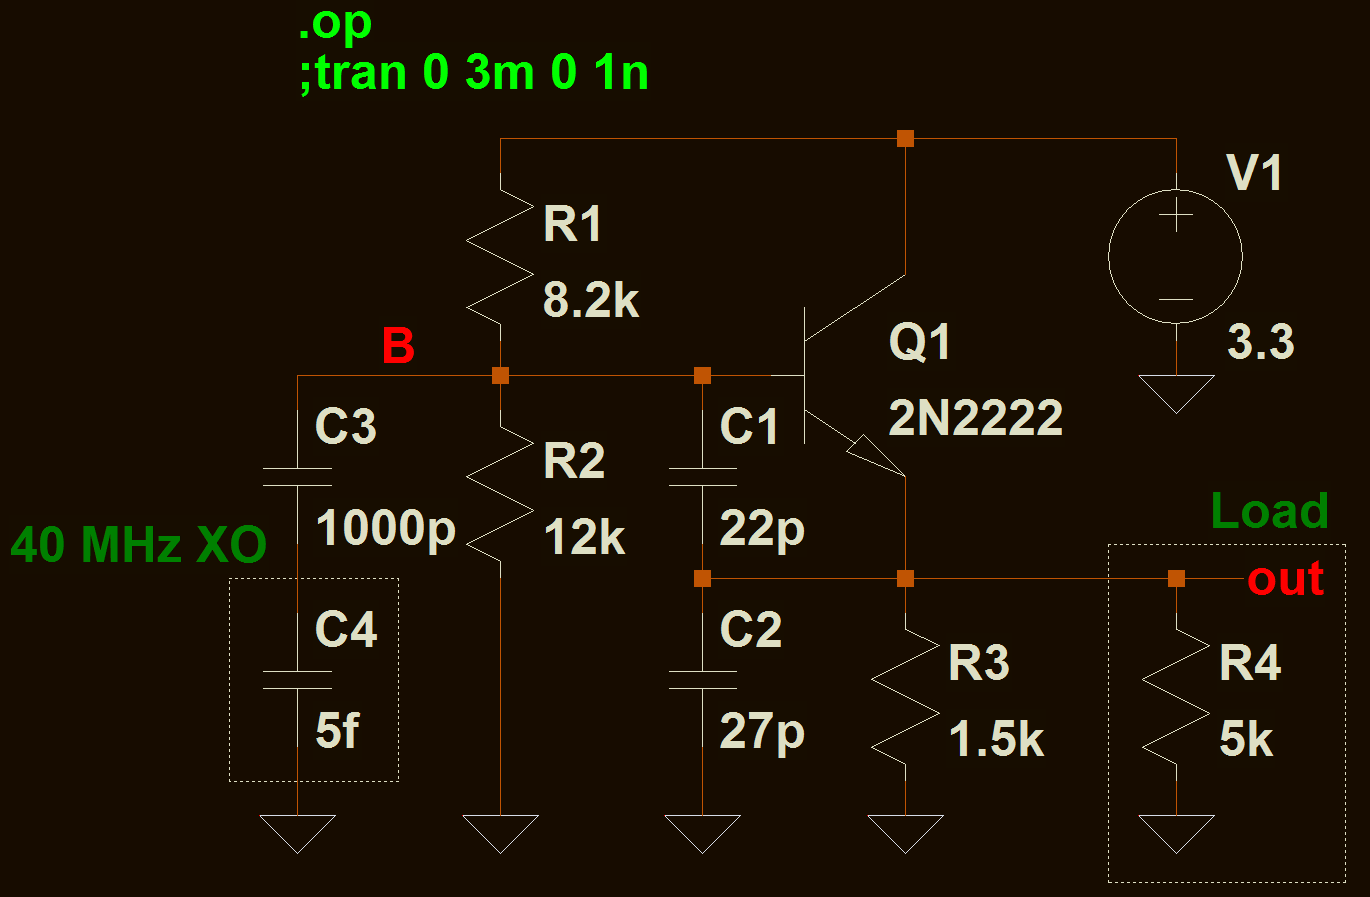 .op
;tran 0 3m 0 1n
V1
3.3
R1
8.2k
B
Q1
2N2222
C3
1000p
R2
12k
C1
22p
40 MHz XO
Load
out
C4
5f
C2
27p
R3
1.5k
R4
5k